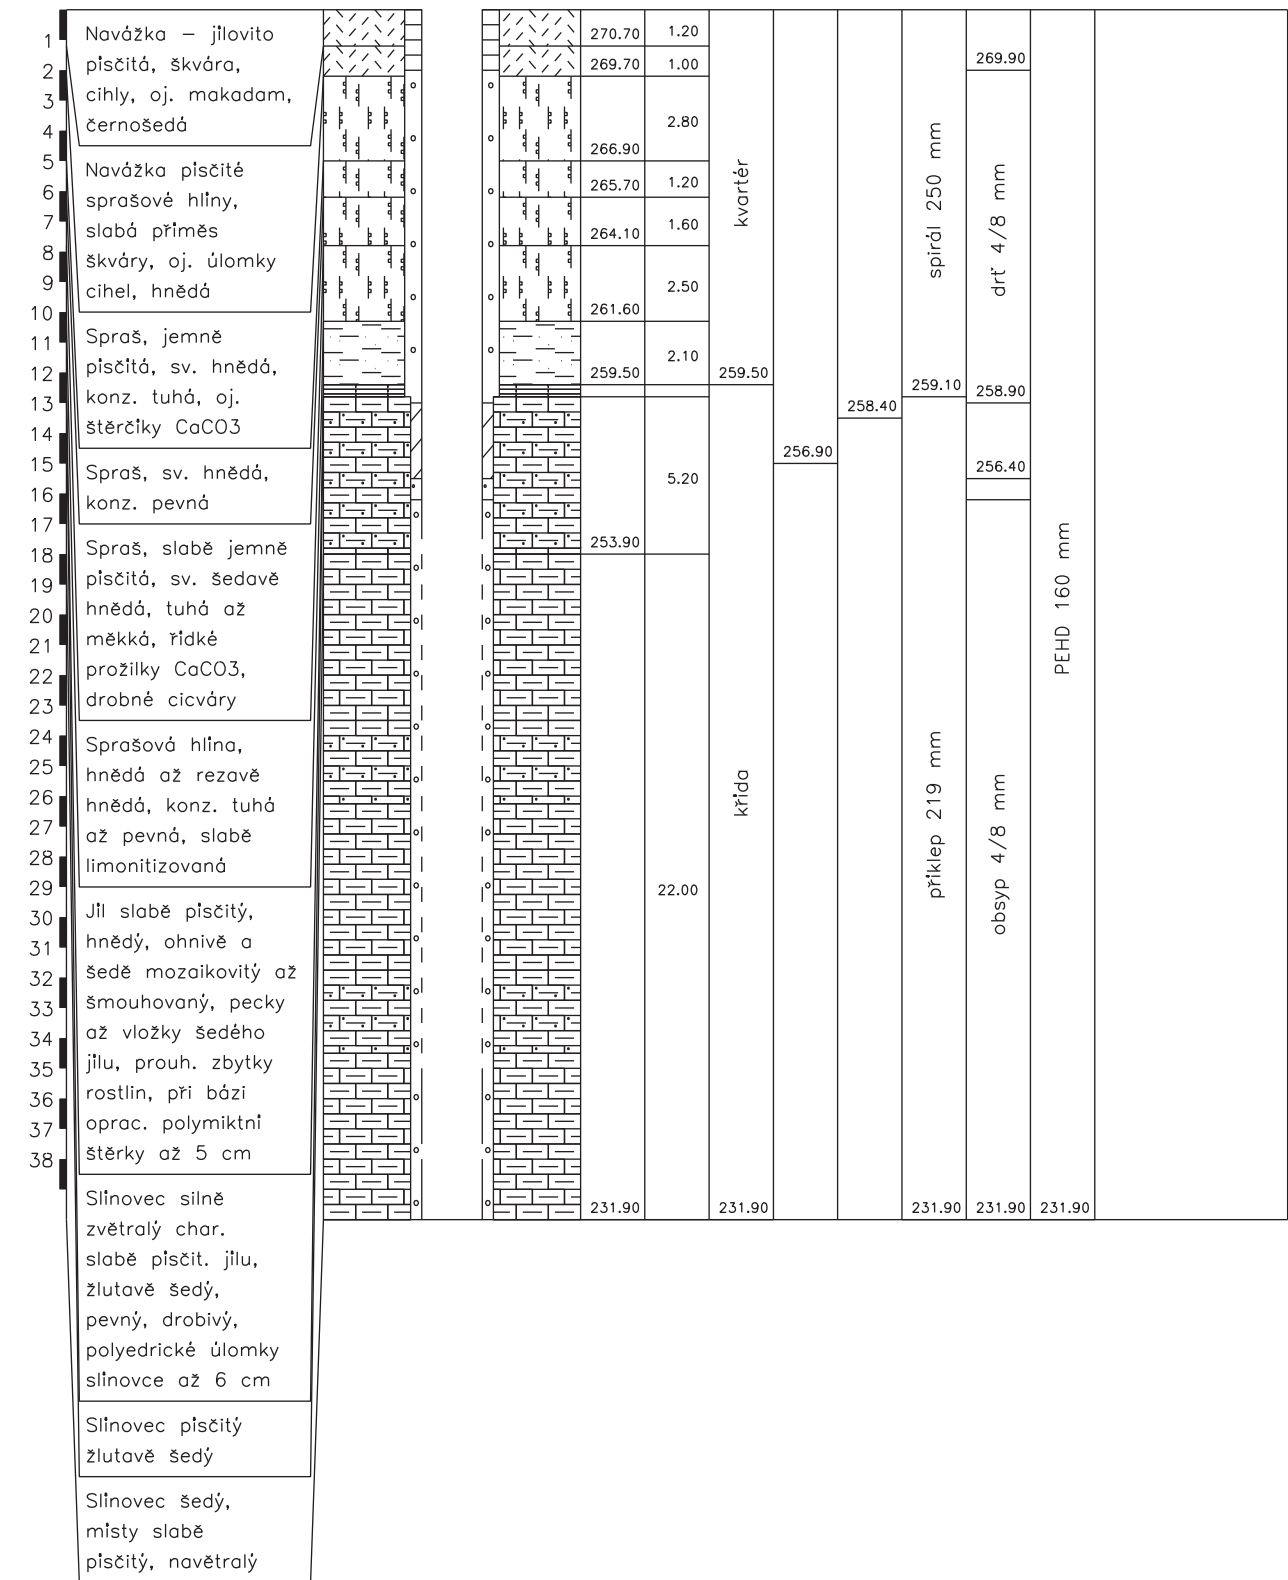 1
2
3
4
5
6
7
8
9
10
11
12
13
14
15
16
17
18
19
20
21
22
23
24
25
26
27
28
29
30
31
32
33
34
35
36
37
38
Navážka – jílovito
písčitá, škvára,
cihly, oj. makadam,
černošedá
Navážka písčité
sprašové hlíny,
slabá příměs
škváry, oj. úlomky
cihel, hnědá
Spraš, jemně
písčitá, sv. hnědá,
konz. tuhá, oj.
štěrčíky CaCO3
Spraš, sv. hnědá,
konz. pevná
Spraš, slabě jemně
písčitá, sv. šedavě
hnědá, tuhá až
měkká, řídké
prožilky CaCO3,
drobné cicváry
Sprašová hlína,
hnědá až rezavě
hnědá, konz. tuhá
až pevná, slabě
limonitizovaná
Jíl slabě písčitý,
hnědý, ohnivě a
šedě mozaikovitý až
šmouhovaný, pecky
až vložky šedého
jílu, prouh. zbytky
rostlin, při bázi
oprac. polymiktní
štěrky až 5 cm
Slínovec silně
zvětralý char.
slabě písčit. jílu,
žlutavě šedý,
pevný, drobivý,
polyedrické úlomky
slínovce až 6 cm
Slínovec písčitý
žlutavě šedý
Slínovec šedý,
místy slabě
písčitý, navětralý
270.70
269.70
266.90
265.70
264.10
261.60
259.50
253.90
231.90
1.20
1.00
2.80
1.20
1.60
2.50
2.10
5.20
22.00
kvartér
259.50
křída
231.90
256.90
258.40
spirál 250 mm
259.10
příklep 219 mm
231.90
269.90
drť 4/8 mm
258.90
256.40
obsyp 4/8 mm
231.90
PEHD 160 mm
231.90